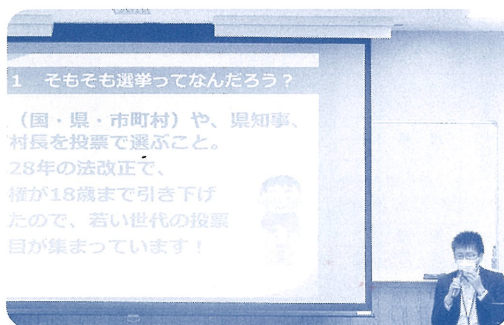 1 そもそも選挙ってなんだろう？
（国・県・市町村）や、県知事、
村長を投票で選ぶこと。
28年の法改正で、
権が18歳まで引き下げ
たので、若い世代の投票
目が集まっています！